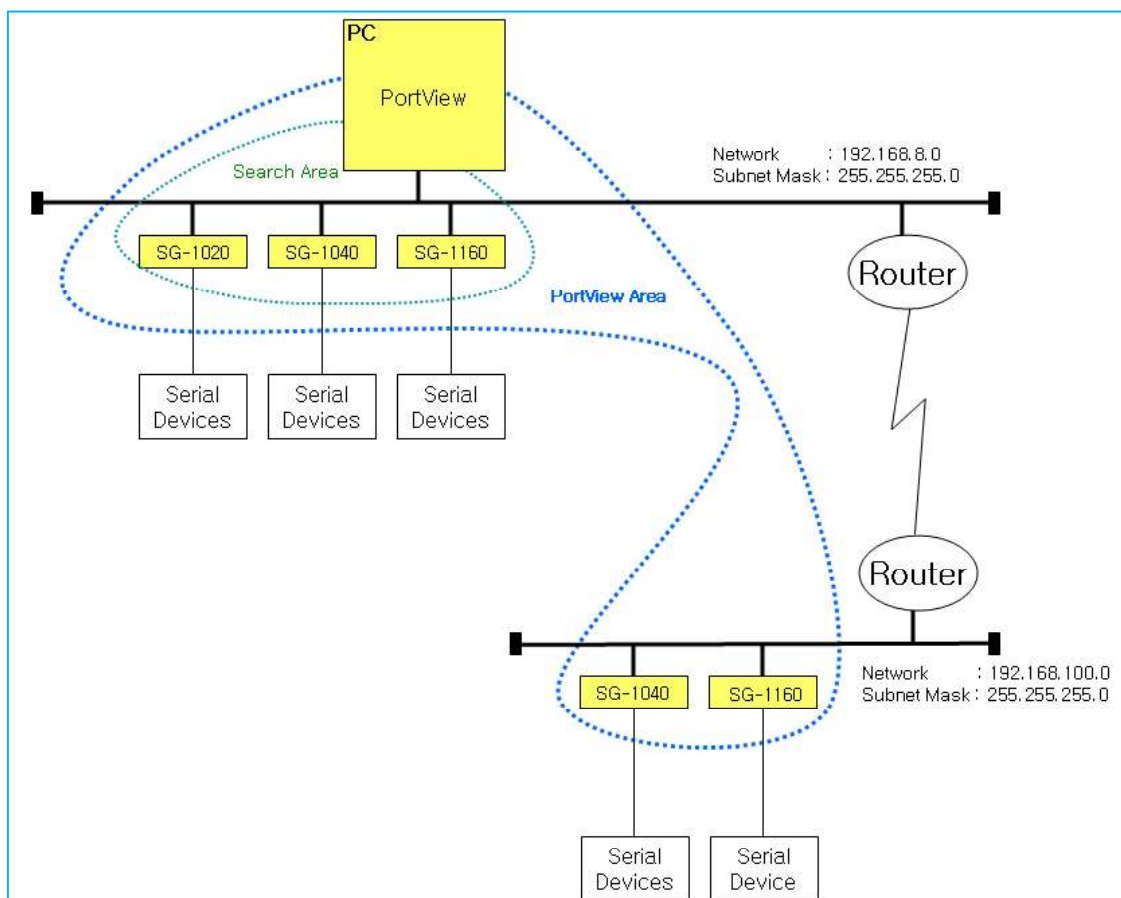 PC
PortView
Search Area
Network : 192.168.8.0
Subnet Mask : 255.255.255.0
SG-1020
SG-1040
SG-1160
Router
PortView Area
Serial
Devices
Serial
Devices
Serial
Devices
Router
Network : 192.168.100.0
Subnet Mask : 255.255.255.0
SG-1040
SG-1160
Serial
Devices
Serial
Device